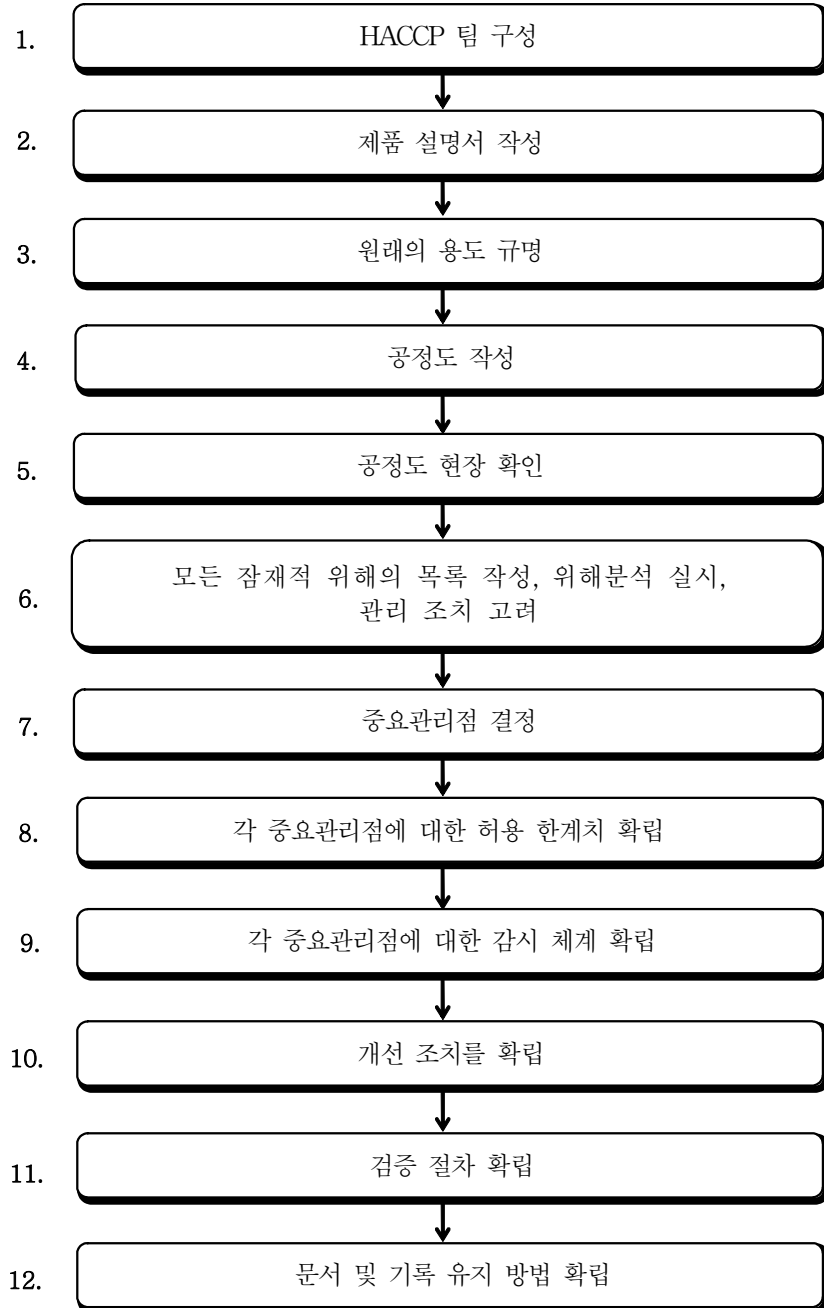 1. HACCP 팀 구성
2. 제품 설명서 작성
3. 원래의 용도 규명
4. 공정도 작성
5. 공정도 현장 확인
6. 모든 잠재적 위해의 목록 작성, 위해분석 실시,
관리 조치 고려
7. 중요관리점 결정
8. 각 중요관리점에 대한 허용 한계치 확립
9. 각 중요관리점에 대한 감시 체계 확립
10. 개선 조치를 확립
11. 검증 절차 확립
12. 문서 및 기록 유지 방법 확립